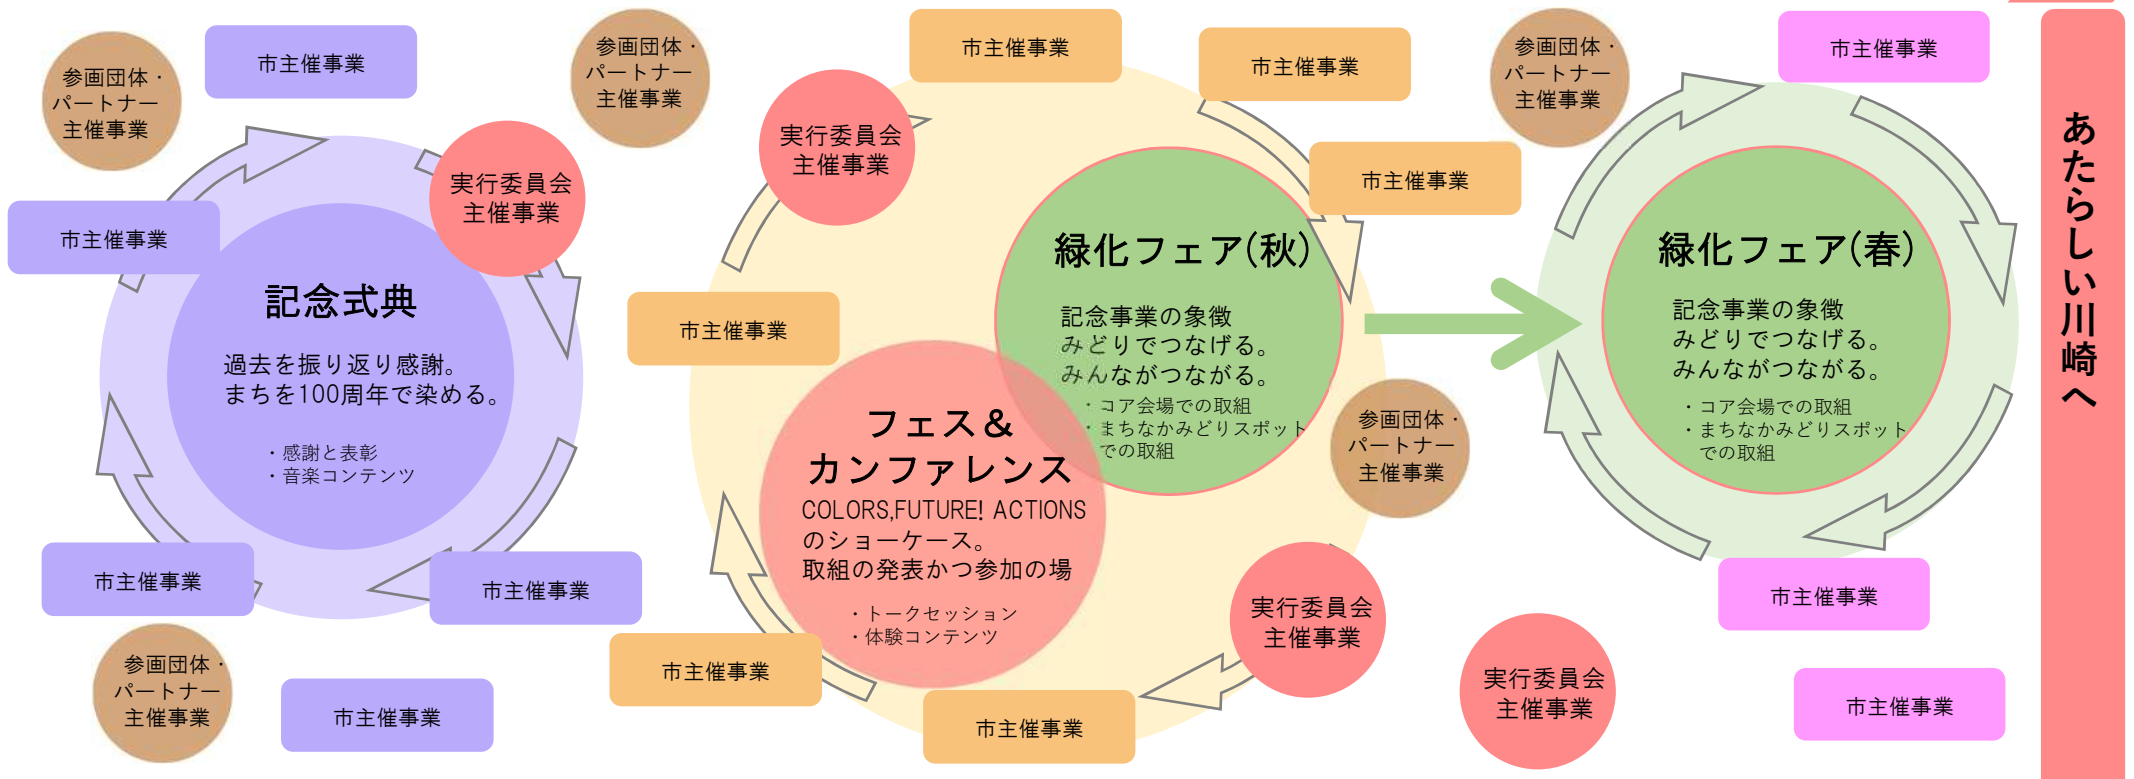 参画団体・
パートナー
主催事業
市主催事業
市主催事業
実行委員会
主催事業
記念式典
過去を振り返り感謝。
まちを100周年で染める。
・感謝と表彰
・音楽コンテンツ
市主催事業
市主催事業
参画団体・
パートナー
主催事業
市主催事業
参画団体・
パートナー
主催事業
市主催事業
市主催事業
実行委員会
主催事業
市主催事業
緑化フェア(秋)
記念事業の象徴
みどりでつなげる。
みんながつながる。
・コア会場での取組
・まちなかみどりスポット
での取組
市主催事業
フェス＆
カンファレンス
COLORS,FUTURE! ACTIONS
のショーケース。
取組の発表かつ参加の場
・トークセッション
・体験コンテンツ
参画団体・
パートナー
主催事業
実行委員会
主催事業
市主催事業
市主催事業
参画団体・
パートナー
主催事業
市主催事業
緑化フェア(春)
記念事業の象徴
みどりでつなげる。
みんながつながる。
・コア会場での取組
・まちなかみどりスポット
での取組
市主催事業
実行委員会
主催事業
市主催事業
あたらしい川崎へ